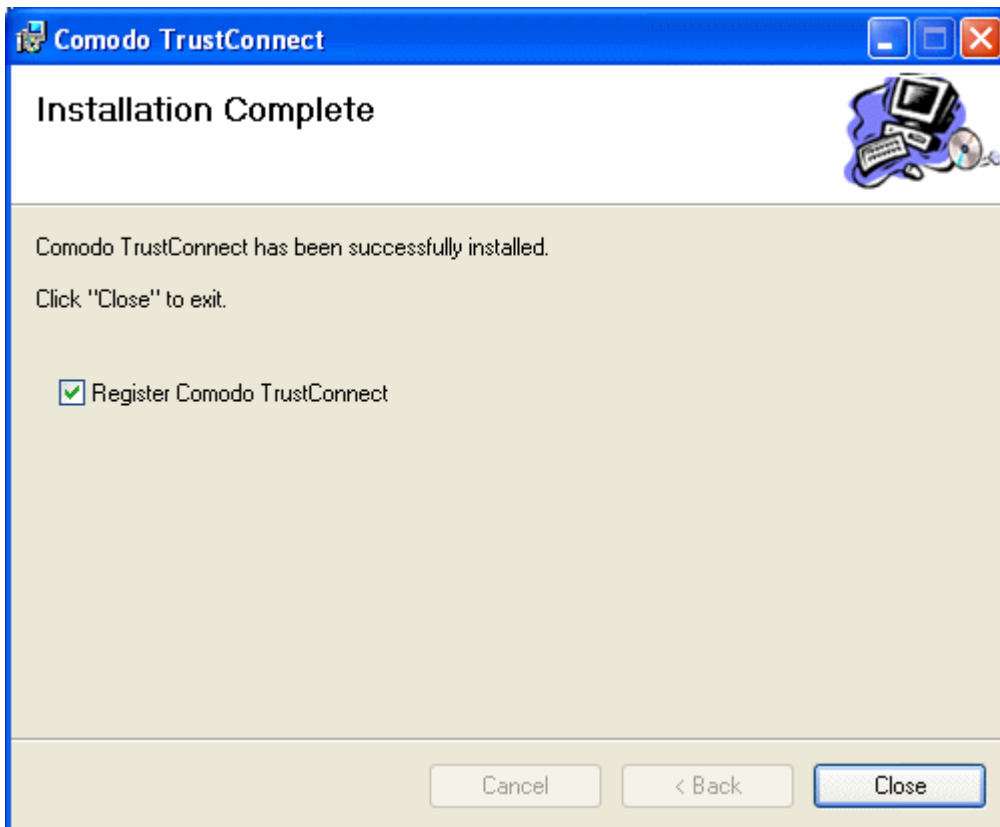 Comodo TrustConnect
Installation Complete
Comodo TrustConnect has been successfully installed.
Click "Close" to exit.
Register Comodo TrustConnect
Cancel
< Back
Close